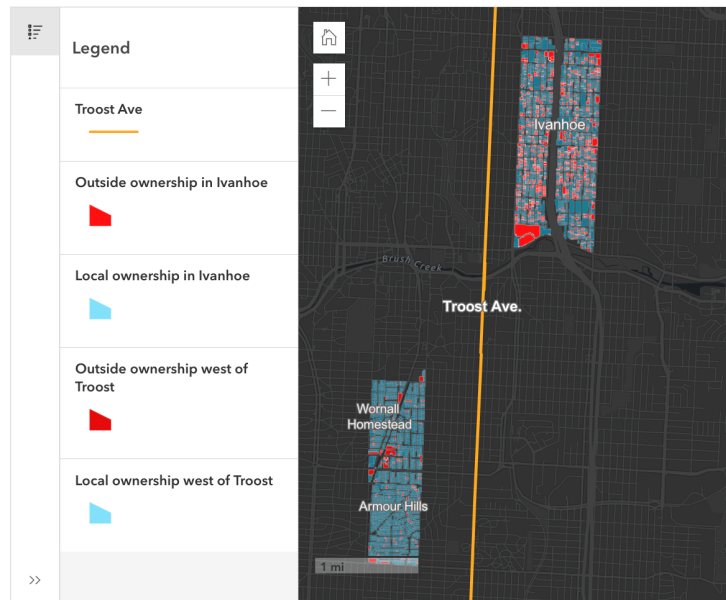 Legend
Troost Ave
Outside ownership in Ivanhoe
Local ownership in Ivanhoe
Outside ownership west of
Troost
Local ownership west of Troost
Ivanhoe
Brush Creek
Troost Ave.
Wornall
Homestead
Armour Hills
1 mi